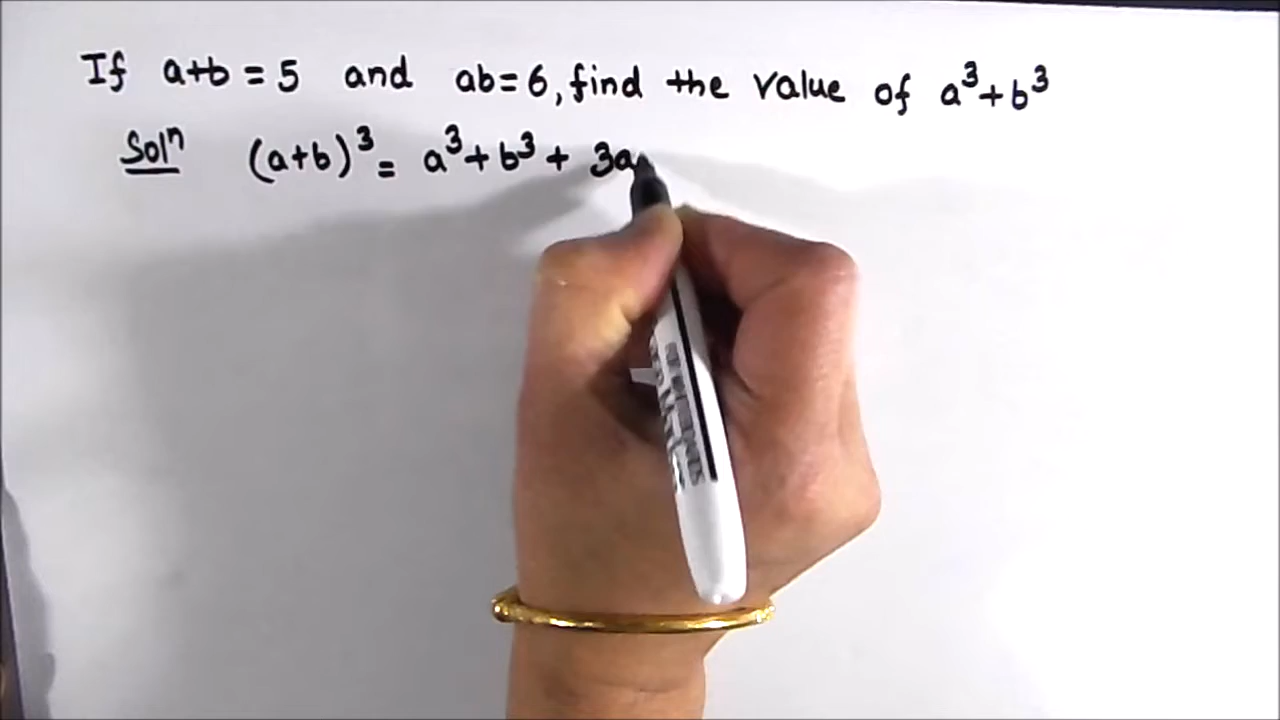 If a+b = 5 and ab=6, find the value of a³+b³
Solⁿ (a+b)³ = a³+b³+ 3a